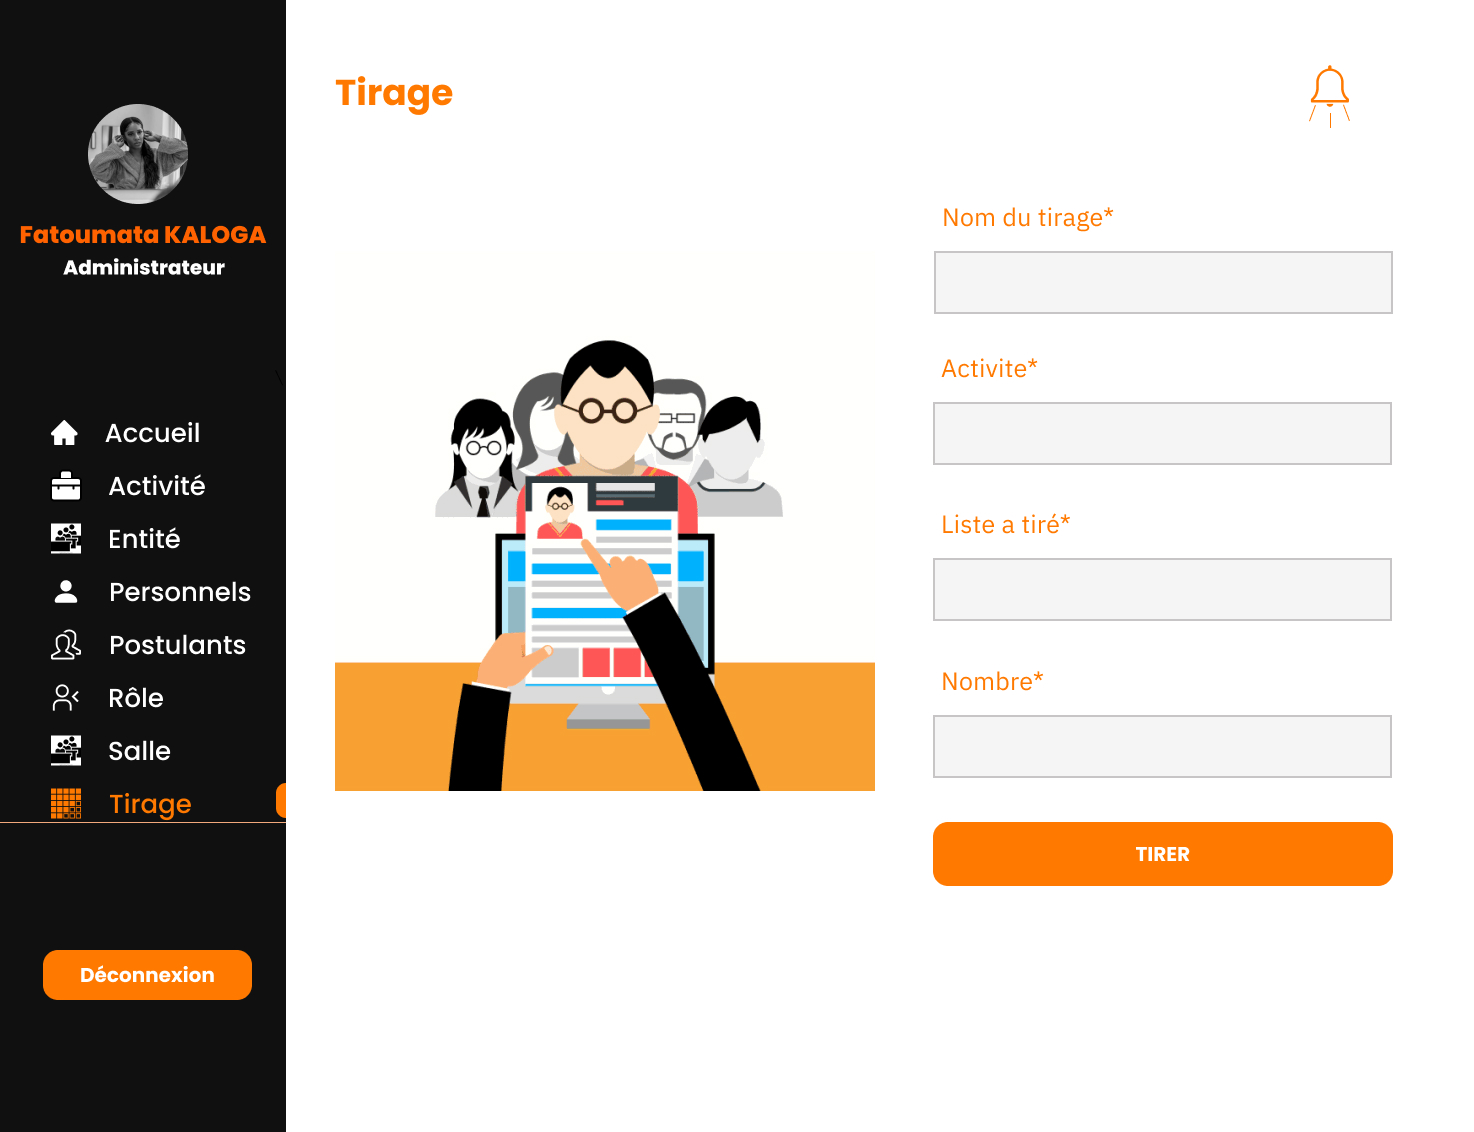 Fatoumata KALOGA
Administrateur
Accueil
Activité
Entité
Personnels
Postulants
Rôle
Salle
Tirage
Déconnexion
Tirage
Nom du tirage*
Activite*
Liste a tiré*
Nombre*
TIRER